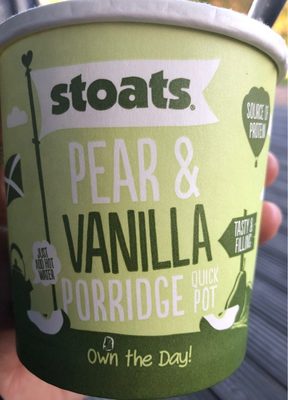 stoats®
SOURCE OF
PROTEIN
PEAR &
VANILLA
TASTY &
FILLING
JUST
ADD HOT
WATER
PORRIDGE
QUICK
POT
Own the Day!